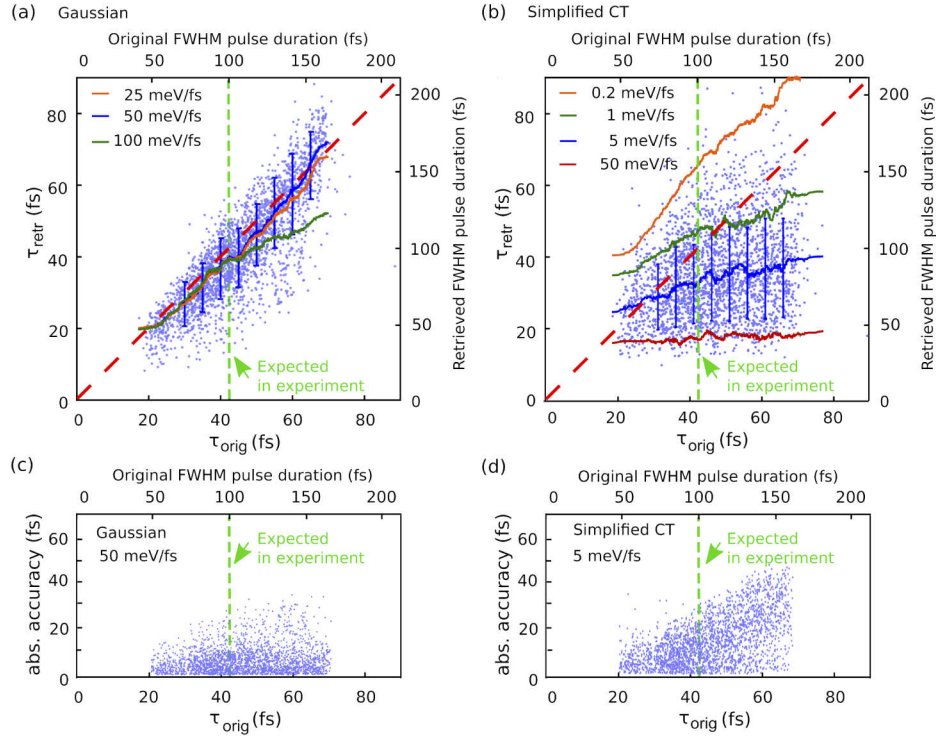 (a) Gaussian
Original FWHM pulse duration (fs)
0 50 100 150 200
25 meV/fs
50 meV/fs
100 meV/fs
80
60
40
20
0
τretr (fs)
200
150
100
50
0
Retrieved FWHM pulse duration (fs)
Expected
in experiment
20 40 60 80
τorig (fs)
(b) Simplified CT
Original FWHM pulse duration (fs)
0 50 100 150 200
0.2 meV/fs
1 meV/fs
5 meV/fs
50 meV/fs
80
60
40
20
0
τretr (fs)
200
150
100
50
0
Retrieved FWHM pulse duration (fs)
Expected
in experiment
20 40 60 80
τorig (fs)
(c)
Original FWHM pulse duration (fs)
0 50 100 150 200
Gaussian
50 meV/fs
Expected
in experiment
60
40
20
0
abs. accuracy (fs)
20 40 60 80
τorig (fs)
(d)
Original FWHM pulse duration (fs)
0 50 100 150 200
Simplified CT
5 meV/fs
Expected
in experiment
60
40
20
0
abs. accuracy (fs)
20 40 60 80
τorig (fs)